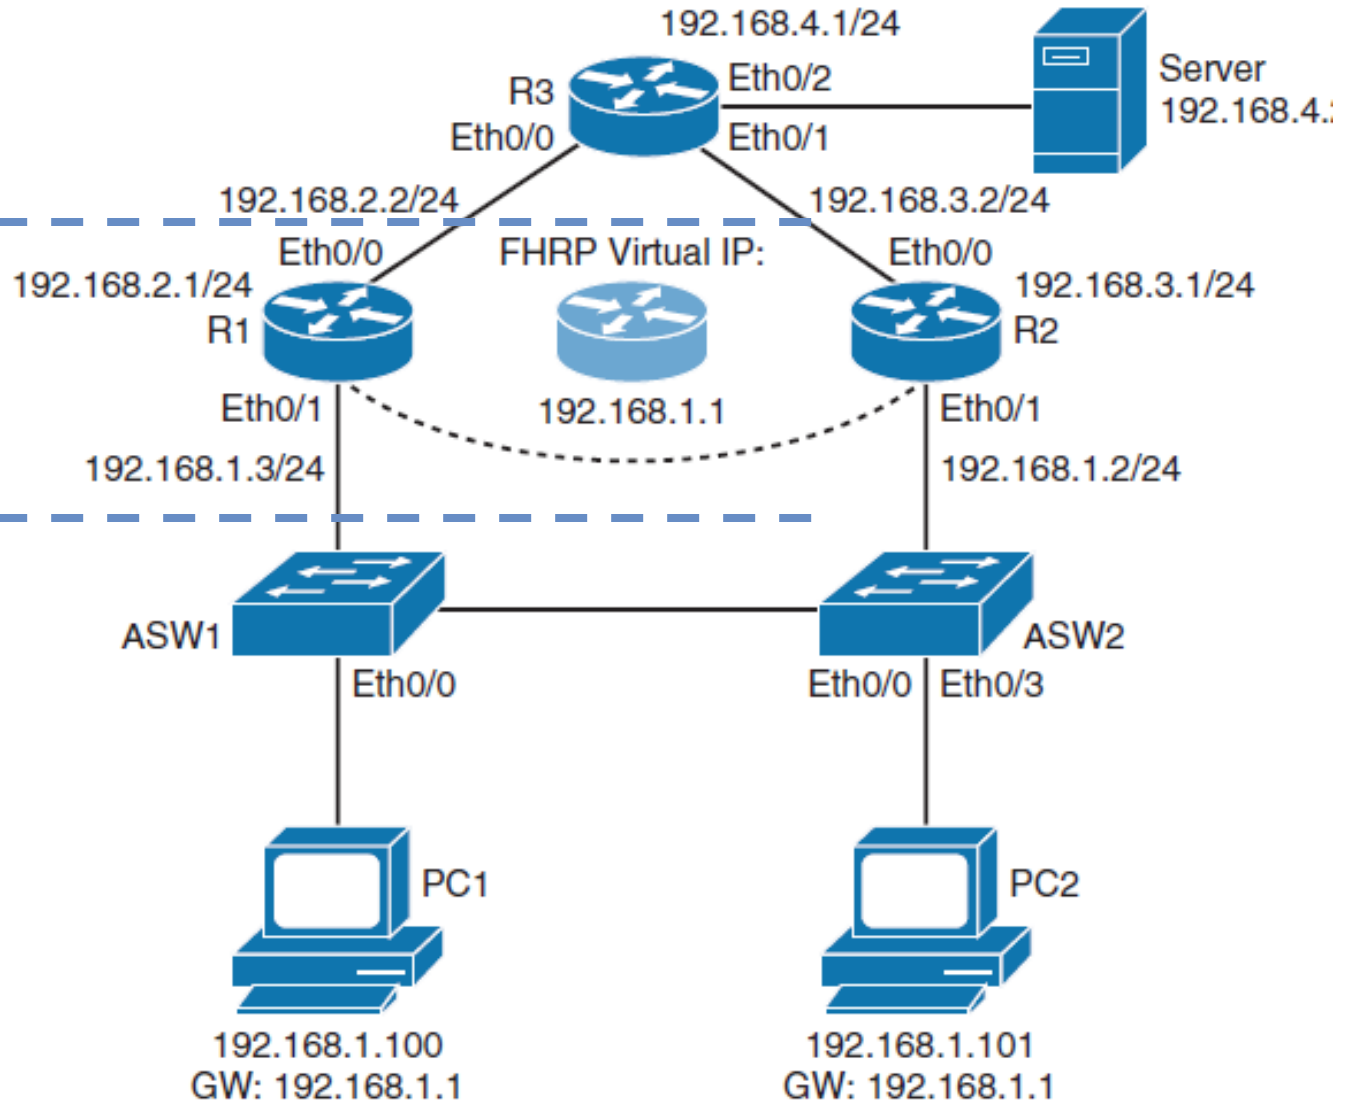 192.168.4.1/24
Server
R3
Eth0/2
192.168.4.
Eth0/0
Eth0/1
192.168.2.2/24
192.168.3.2/24
Eth0/0
FHRP Virtual IP:
Eth0/0
192.168.2.1/24
192.168.3.1/24
R1
R2
Eth0/1
192.168.1.1
Eth0/1
192.168.1.3/24
192.168.1.2/24
ASW1
ASW2
Eth0/0
Eth0/0
Eth0/3
PC1
PC2
192.168.1.100
GW: 192.168.1.1
192.168.1.101
GW: 192.168.1.1